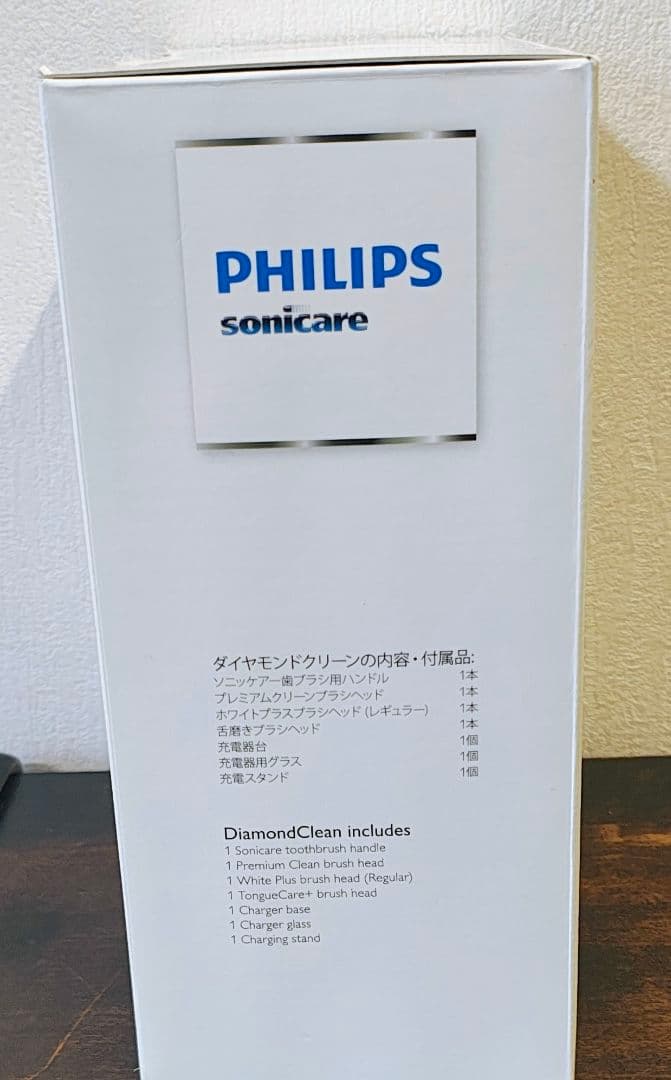 PHILIPS
sonicare
ダイヤモンドクリーンの内容・付属品:
ソニッケアー歯ブラシ用ハンドル 1本
プレミアムクリーンブラシヘッド 1本
ホワイトプラスブラシヘッド (レギュラー) 1本
舌磨きブラシヘッド 1本
充電器台 1個
充電器用グラス 1個
充電スタンド 1個
DiamondClean includes
1 Sonicare toothbrush handle
1 Premium Clean brush head
1 White Plus brush head (Regular)
1 TongueCare+ brush head
1 Charger base
1 Charger glass
1 Charging stand